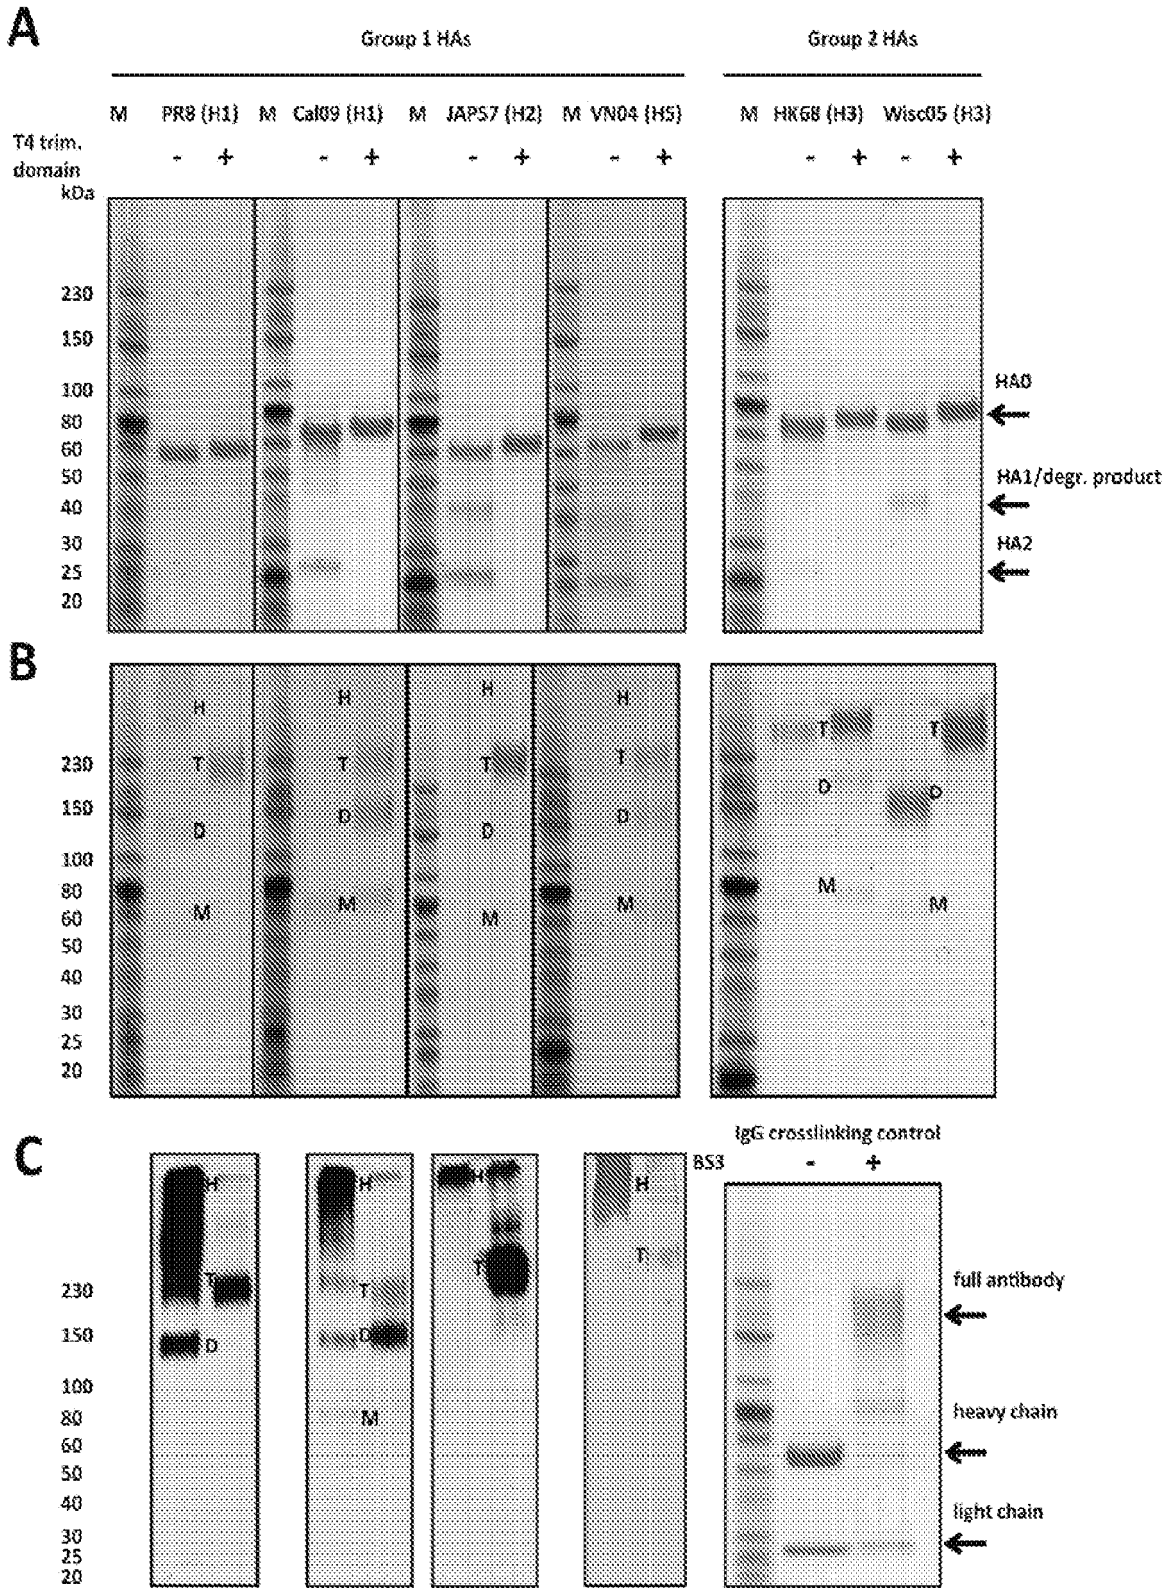 A
Group 1 HAs
Group 2 HAs
M PR8 (H1) M Cal09 (H1) M JAP57 (H2) M VN04 (H5) M HK68 (H3) Wisc05 (H3)
T4 trim.
domain
- + - + - + - + - + - +
kDa
230
150
100
80
60
50
40
30
25
20
HA0
HA1/degr. product
HA2
B
230
150
100
80
60
50
40
30
25
20
H
T
D
M
H
T
D
M
H
T
D
M
H
T
D
M
T
D
M
T
D
M
C
IgG crosslinking control
BS3 - +
230
150
100
80
60
50
40
30
25
20
H
T
D
H
T
D
M
H
T
H
T
full antibody
heavy chain
light chain